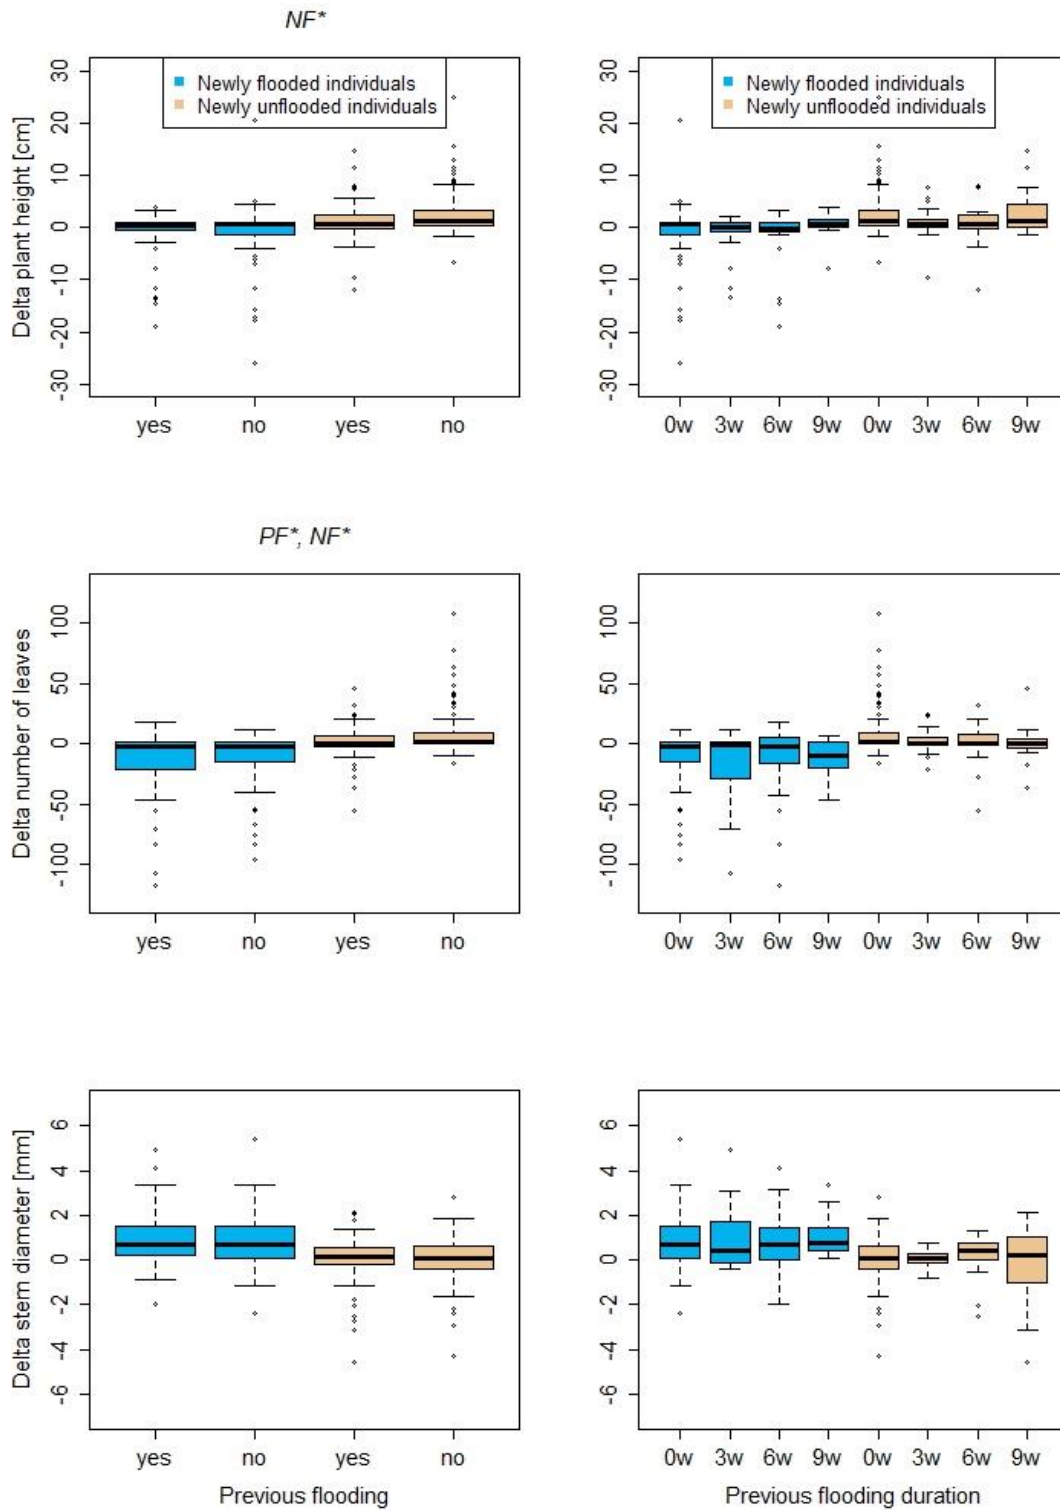 NF*
Newly flooded individuals
Newly unflooded individuals
Delta plant height [cm]
30
20
10
0
-10
-20
-30
yes no yes no
Newly flooded individuals
Newly unflooded individuals
30
20
10
0
-10
-20
-30
0w 3w 6w 9w 0w 3w 6w 9w
PF*, NF*
Delta number of leaves
100
50
0
-50
-100
yes no yes no
100
50
0
-50
-100
0w 3w 6w 9w 0w 3w 6w 9w
Delta stem diameter [mm]
6
4
2
0
-2
-4
-6
yes no yes no
Previous flooding
6
4
2
0
-2
-4
-6
0w 3w 6w 9w 0w 3w 6w 9w
Previous flooding duration